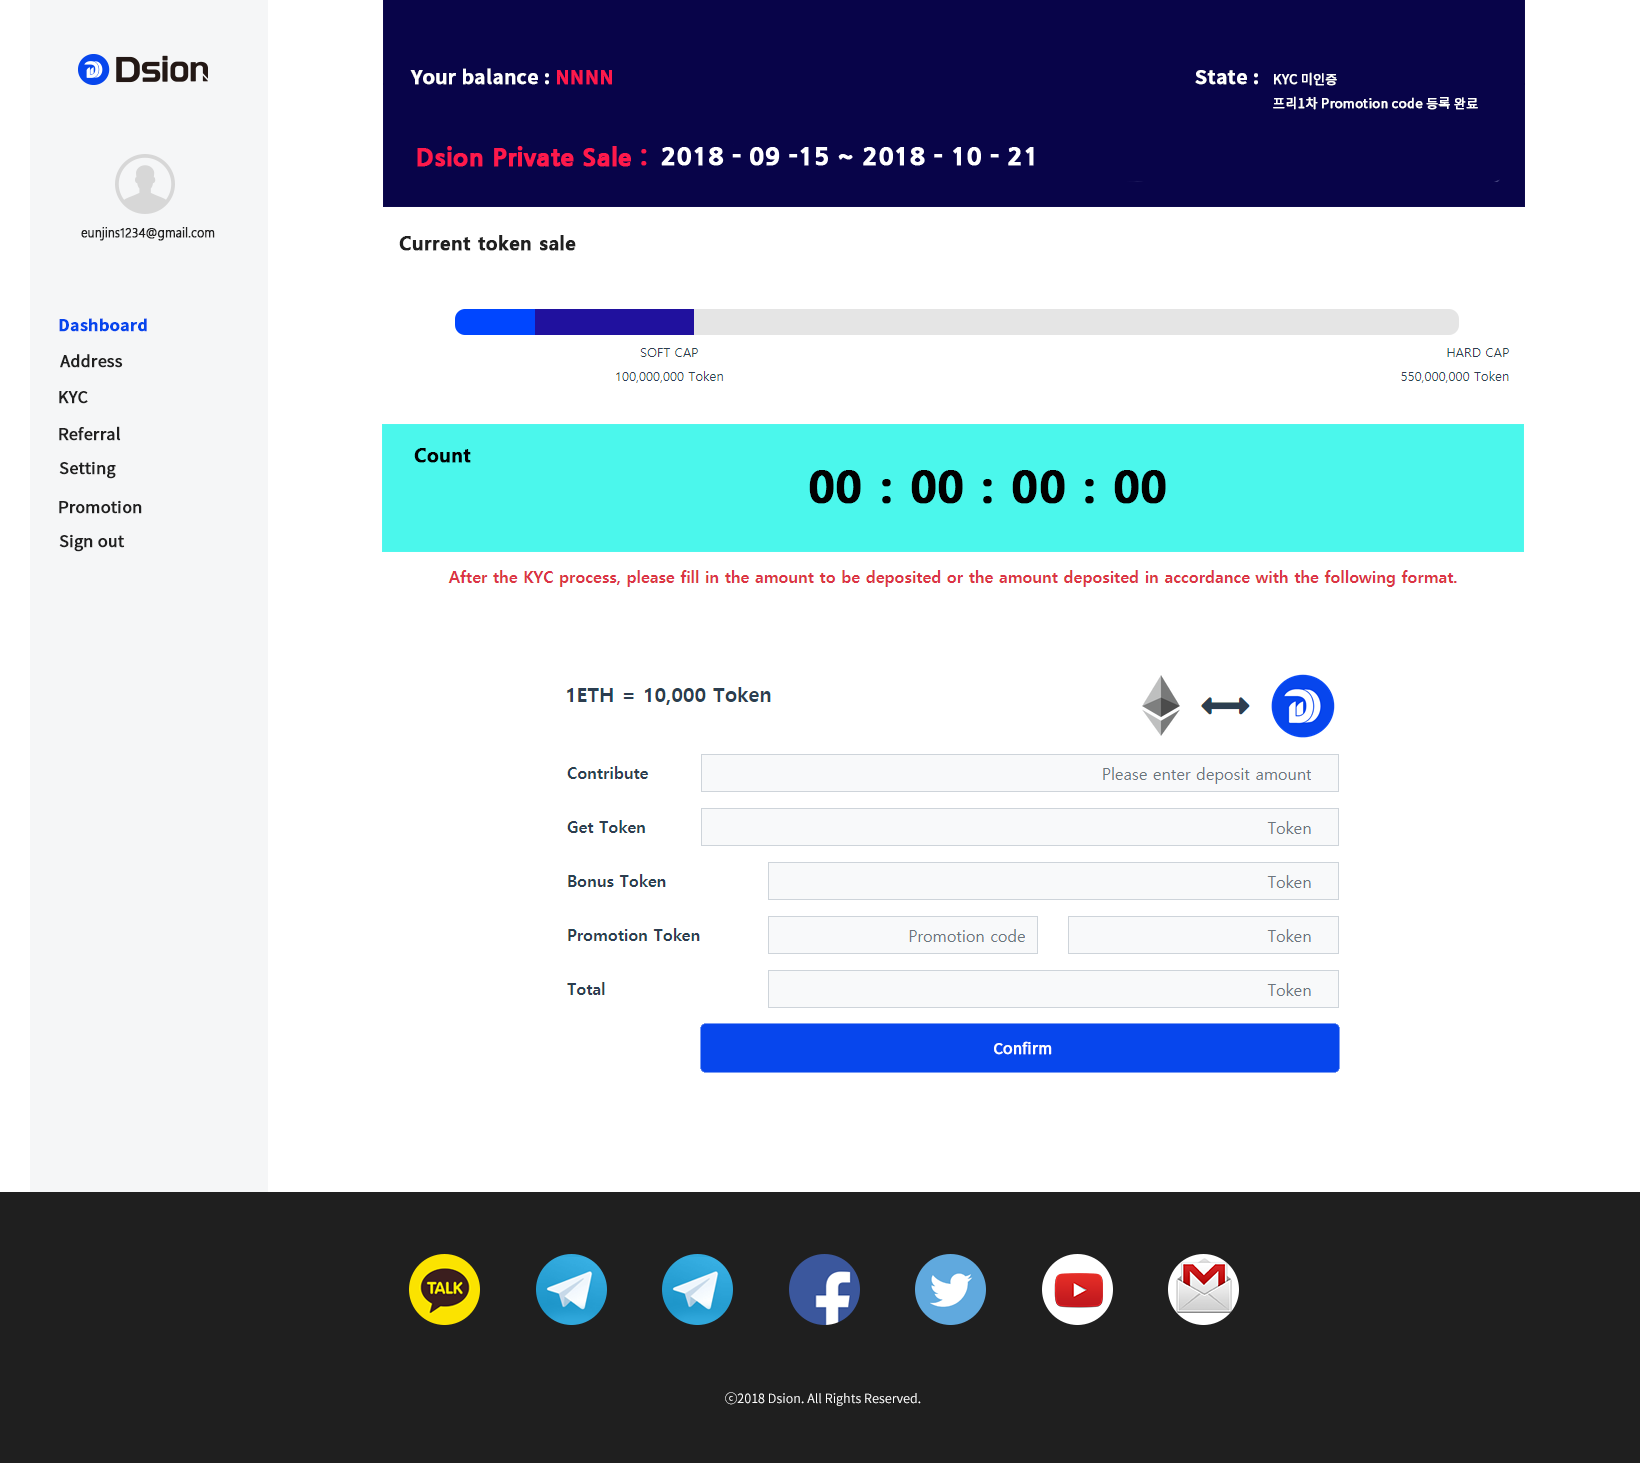 Dsion
eunjins1234@gmail.com
Dashboard
Address
KYC
Referral
Setting
Promotion
Sign out
Your balance : NNNN
State : KYC 미인증
프리1차 Promotion code 등록 완료
Dsion Private Sale : 2018 - 09 -15 ~ 2018 - 10 - 21
Current token sale
SOFT CAP
100,000,000 Token
HARD CAP
550,000,000 Token
Count
00 : 00 : 00 : 00
After the KYC process, please fill in the amount to be deposited or the amount deposited in accordance with the following format.
1ETH = 10,000 Token
Contribute
Please enter deposit amount
Get Token
Token
Bonus Token
Token
Promotion Token
Promotion code
Token
Total
Token
Confirm
TALK
ⓒ2018 Dsion. All Rights Reserved.